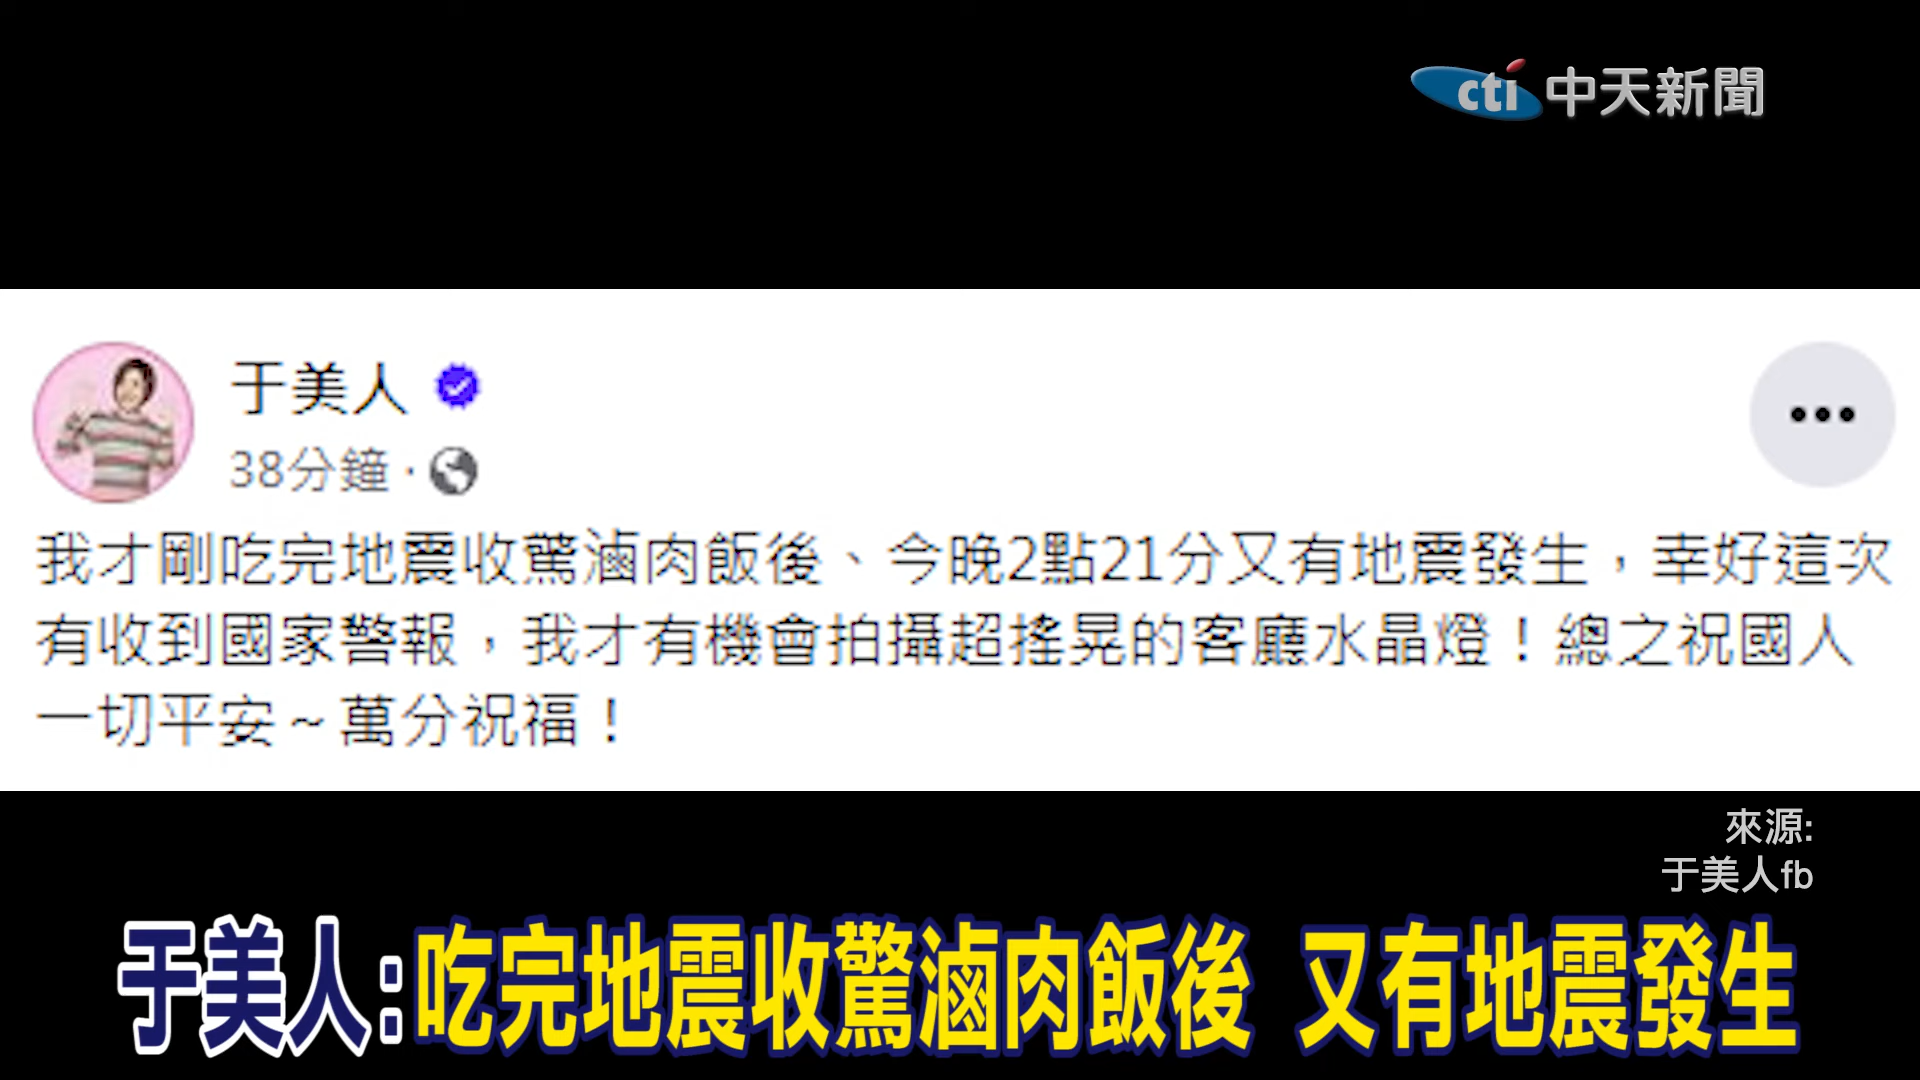 cti 中天新聞
于美人
38分鐘 ·
我才剛吃完地震收驚滷肉飯後、今晚2點21分又有地震發生，幸好這次
有收到國家警報，我才有機會拍攝超搖晃的客廳水晶燈！總之祝國人
一切平安~萬分祝福！
來源:
于美人fb
于美人:吃完地震收驚滷肉飯後 又有地震發生